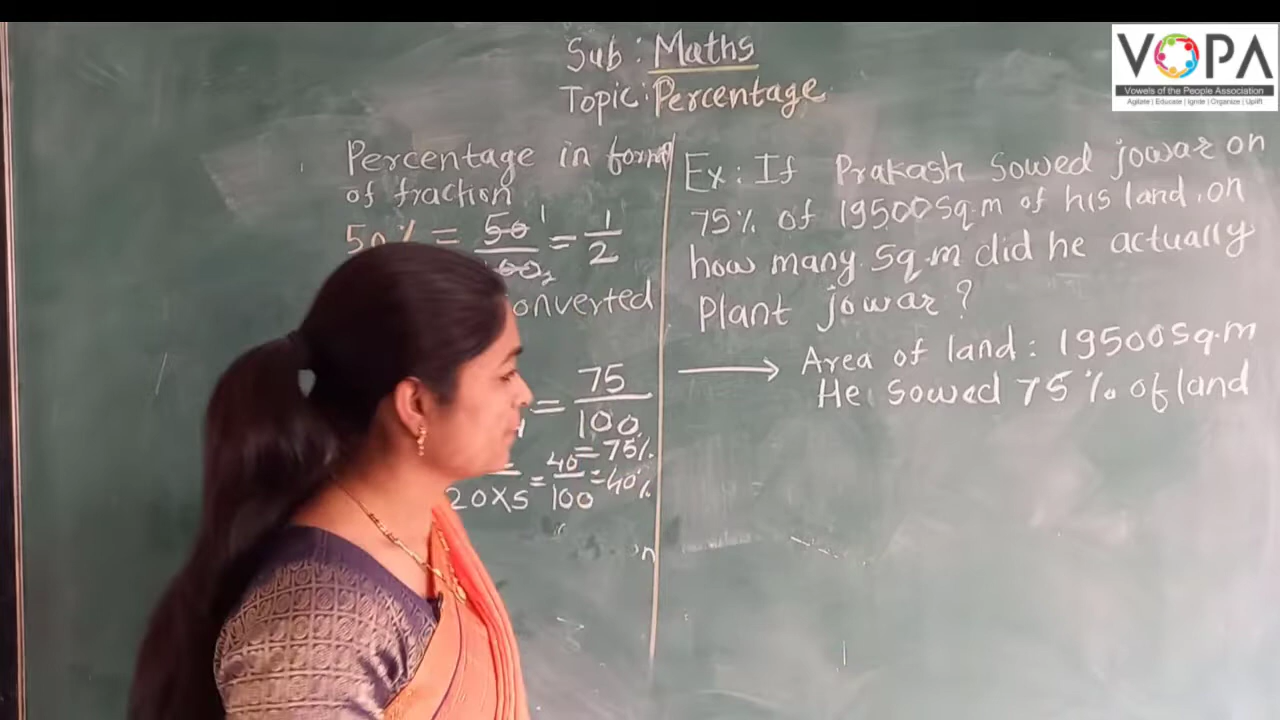 Sub : Maths
Topic : Percentage
Percentage in form
of fraction
50% = 50/100 = 1/2
onverted
= 75/100
= 75%
20×5 = 40/100 = 40%
Ex : If Prakash Sowed jowar on
75% of 19500 Sq.m of his land, on
how many Sq.m did he actually
Plant jowar ?
→ Area of land : 19500 Sq.m
He Sowed 75% of land
VOPA
Vowels of the People Association
Agitate | Educate | Ignite | Organize | Uplift